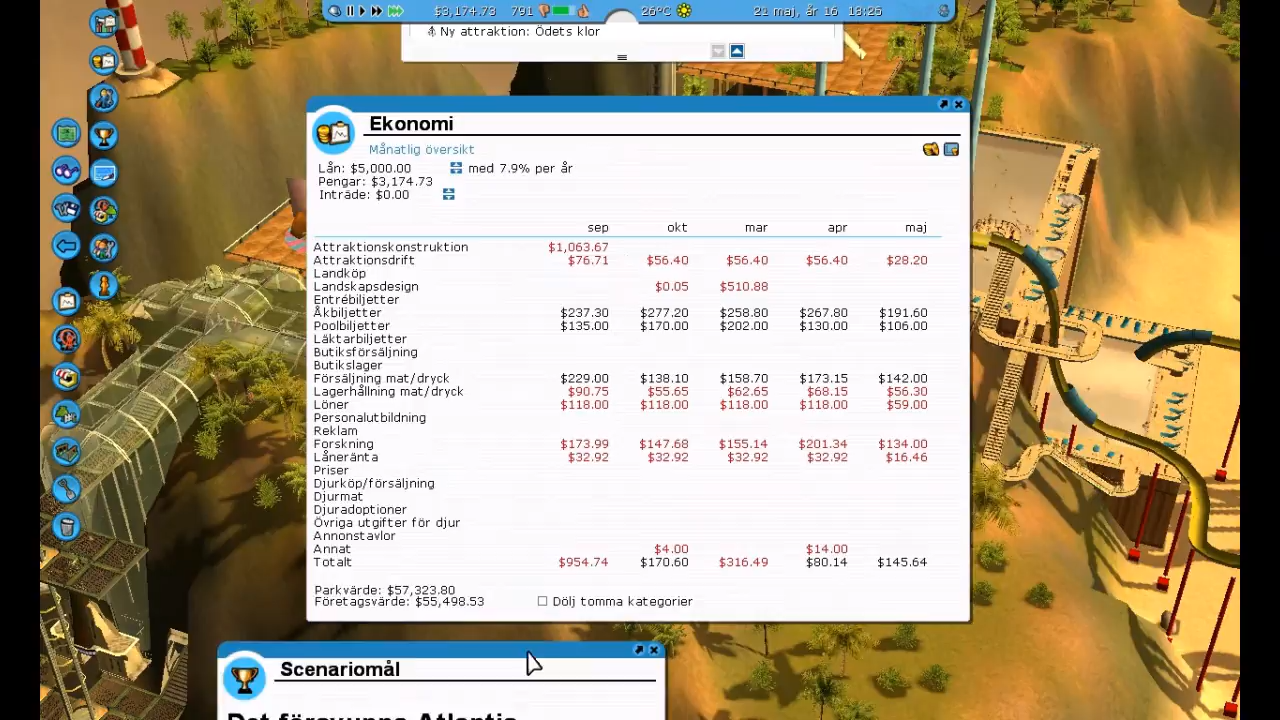 $3,174.73 791 26°C 21 maj, år 16 18:25
Ny attraktion: Ödets klor
Ekonomi
Månatlig översikt
Lån: $5,000.00 med 7.9% per år
Pengar: $3,174.73
Inträde: $0.00
sep okt mar apr maj
Attraktionskonstruktion $1,063.67
Attraktionsdrift $76.71 $56.40 $56.40 $56.40 $28.20
Landköp
Landskapsdesign $0.05 $510.88
Entrébiljetter
Åkbiljetter $237.30 $277.20 $258.80 $267.80 $191.60
Poolbiljetter $135.00 $170.00 $202.00 $130.00 $106.00
Läktarbiljetter
Butiksförsäljning
Butikslager
Försäljning mat/dryck $229.00 $138.10 $158.70 $173.15 $142.00
Lagerhållning mat/dryck $90.75 $55.65 $62.65 $68.15 $56.30
Löner $118.00 $118.00 $118.00 $118.00 $59.00
Personalutbildning
Reklam
Forskning $173.99 $147.68 $155.14 $201.34 $134.00
Låneränta $32.92 $32.92 $32.92 $32.92 $16.46
Priser
Djurköp/försäljning
Djurmat
Djuradoptioner
Övriga utgifter för djur
Annonstavlor
Annat $4.00 $14.00
Totalt $954.74 $170.60 $316.49 $80.14 $145.64
Parkvärde: $57,323.80
Företagsvärde: $55,498.53 Dölj tomma kategorier
Scenariomål
Det försvunna Atlantis